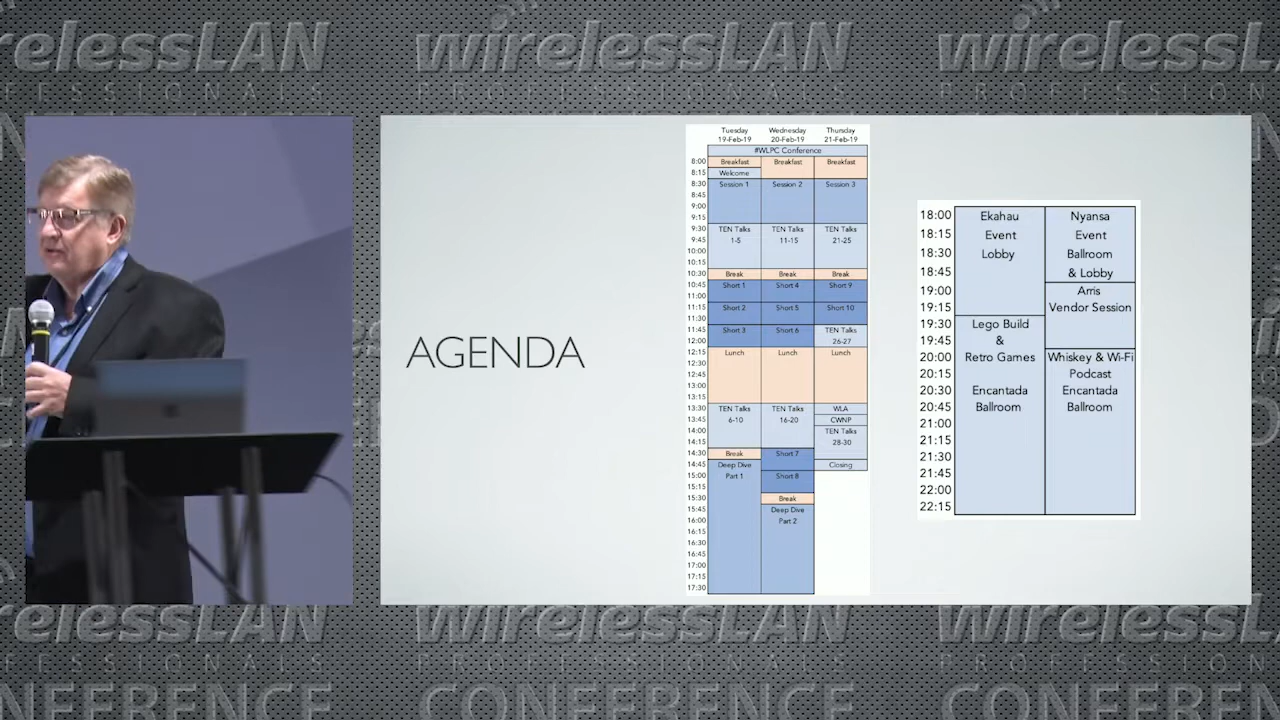 wirelessLAN
PROFESSIONALS
CONFERENCE
AGENDA
Tuesday Wednesday Thursday
19-Feb-19 20-Feb-19 21-Feb-19
#WLPC Conference
8:00 Breakfast Breakfast Breakfast
8:15 Welcome
8:30 Session 1 Session 2 Session 3
8:45
9:00
9:15
9:30 TEN Talks TEN Talks TEN Talks
9:45 1-5 11-15 21-25
10:00
10:15
10:30 Break Break Break
10:45 Short 1 Short 4 Short 9
11:00
11:15 Short 2 Short 5 Short 10
11:30
11:45 Short 3 Short 6 TEN Talks
12:00 26-27
12:15 Lunch Lunch Lunch
12:30
12:45
13:00
13:15
13:30 TEN Talks TEN Talks WLA
13:45 6-10 16-20 CWNP
14:00 TEN Talks
14:15 28-30
14:30 Break Short 7
14:45 Deep Dive Closing
15:00 Part 1 Short 8
15:15
15:30 Break
15:45 Deep Dive
16:00 Part 2
16:15
16:30
16:45
17:00
17:15
17:30
18:00 Ekahau Nyansa
18:15 Event Event
18:30 Lobby Ballroom
18:45 & Lobby
19:00 Arris
19:15 Vendor Session
19:30 Lego Build
19:45 &
20:00 Retro Games Whiskey & Wi-Fi
20:15 Podcast
20:30 Encantada Encantada
20:45 Ballroom Ballroom
21:00
21:15
21:30
21:45
22:00
22:15
wirelessLAN
PROFESSIONALS
CONFERENCE